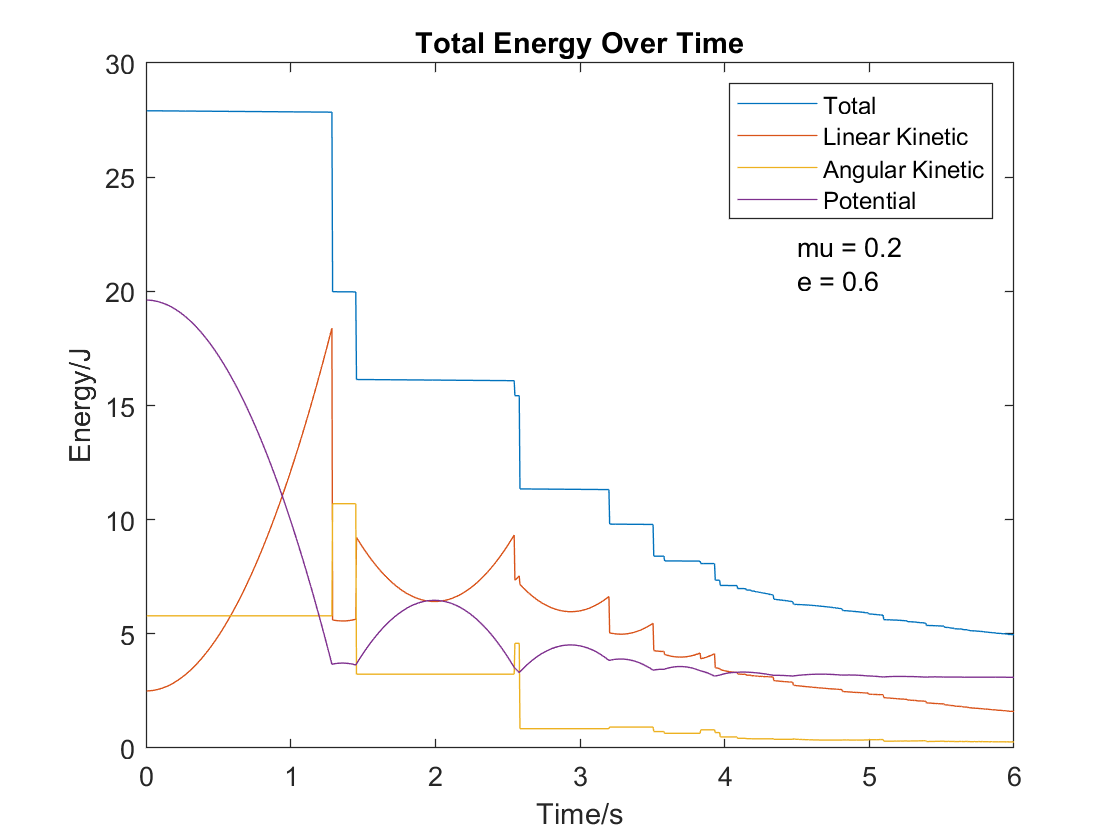 Total Energy Over Time
30
25
20
15
10
5
0
Energy/J
Total
Linear Kinetic
Angular Kinetic
Potential
mu = 0.2
e = 0.6
0 1 2 3 4 5 6
Time/s